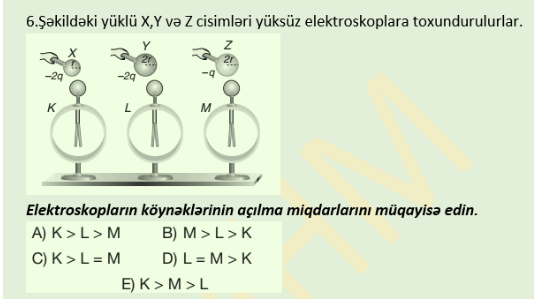 6.Şəkildəki yüklü X,Y və Z cisimləri yüksüz elektroskoplara toxundurulurlar.
X Y Z
r 2r 2r
–2q –2q –q
K L M
Elektroskopların köynəklərinin açılma miqdarlarını müqayisə edin.
A) K > L > M B) M > L > K
C) K > L = M D) L = M > K
E) K > M > L